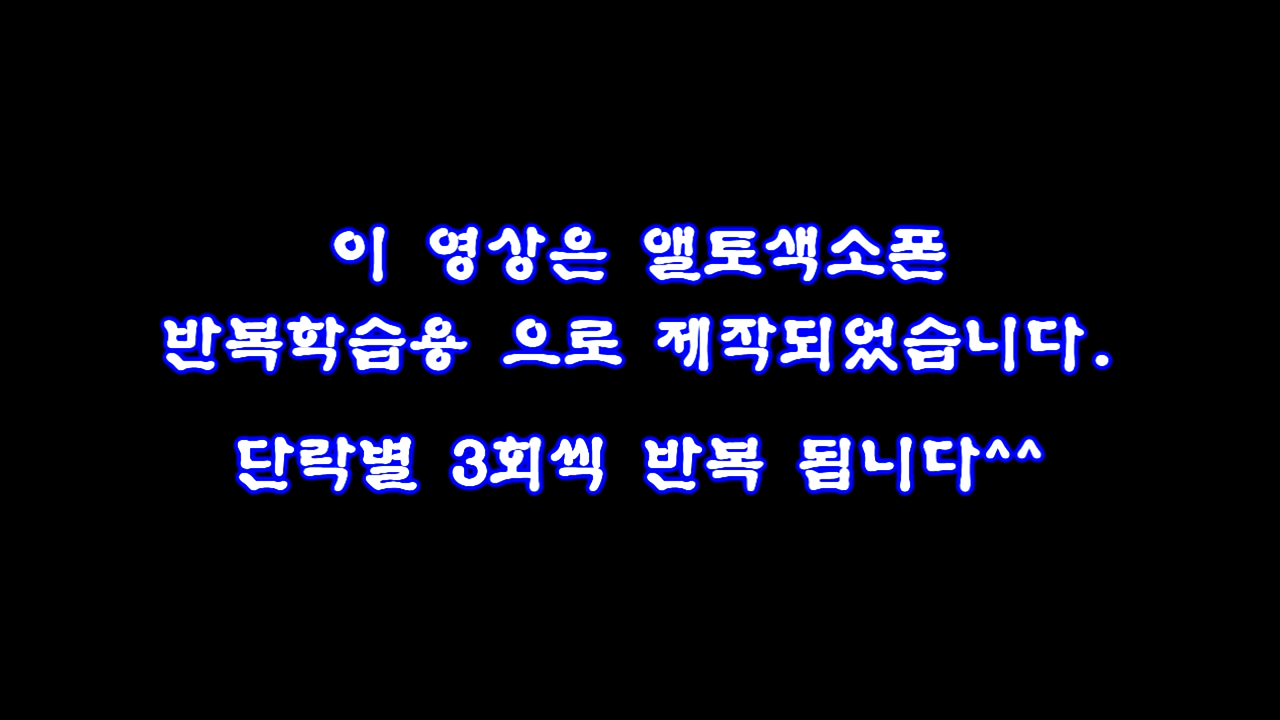 이 영상은 앨토색소폰
반복학습용 으로 제작되었습니다.
단락별 3회씩 반복 됩니다^^